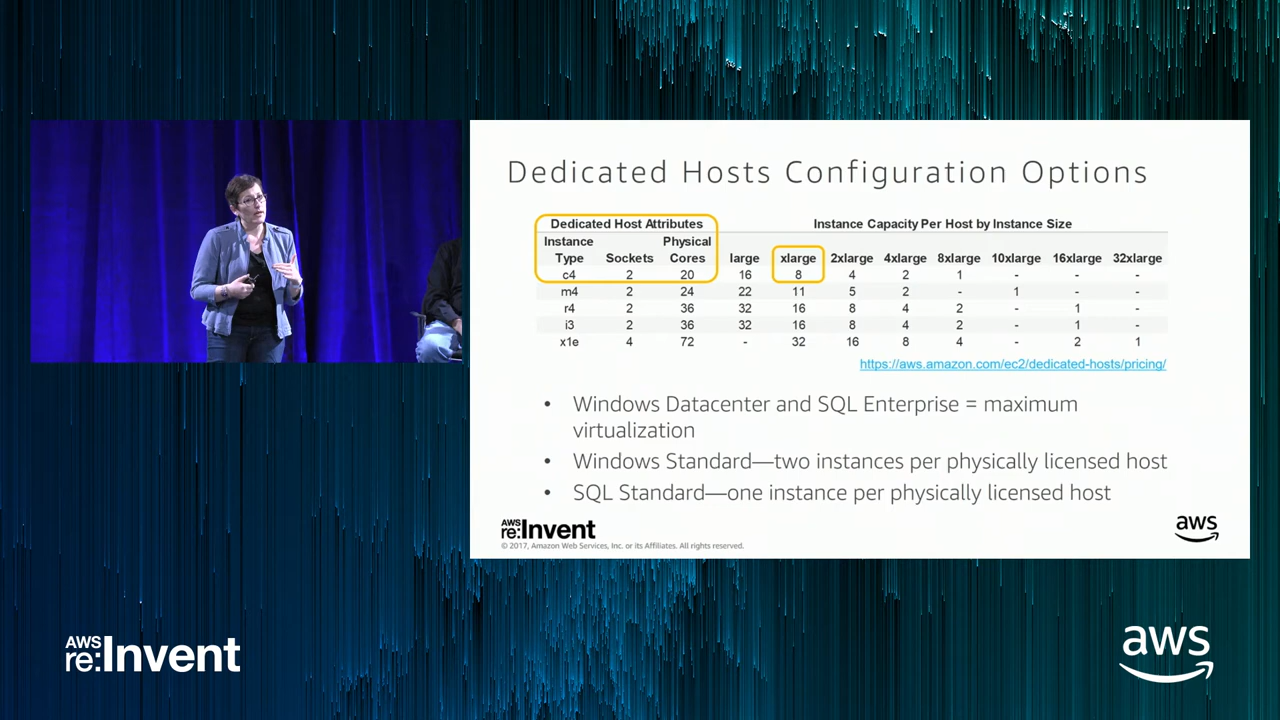 Dedicated Hosts Configuration Options
Dedicated Host Attributes Instance Capacity Per Host by Instance Size
Instance Type Sockets Physical Cores large xlarge 2xlarge 4xlarge 8xlarge 10xlarge 16xlarge 32xlarge
c4 2 20 16 8 4 2 1 - - -
m4 2 24 22 11 5 2 - 1 - -
r4 2 36 32 16 8 4 2 - 1 -
i3 2 36 32 16 8 4 2 - 1 -
x1e 4 72 - 32 16 8 4 - 2 1
https://aws.amazon.com/ec2/dedicated-hosts/pricing/
• Windows Datacenter and SQL Enterprise = maximum
virtualization
• Windows Standard—two instances per physically licensed host
• SQL Standard—one instance per physically licensed host
AWS
re:Invent
© 2017, Amazon Web Services, Inc. or its Affiliates. All rights reserved.
aws
AWS
re:Invent
aws